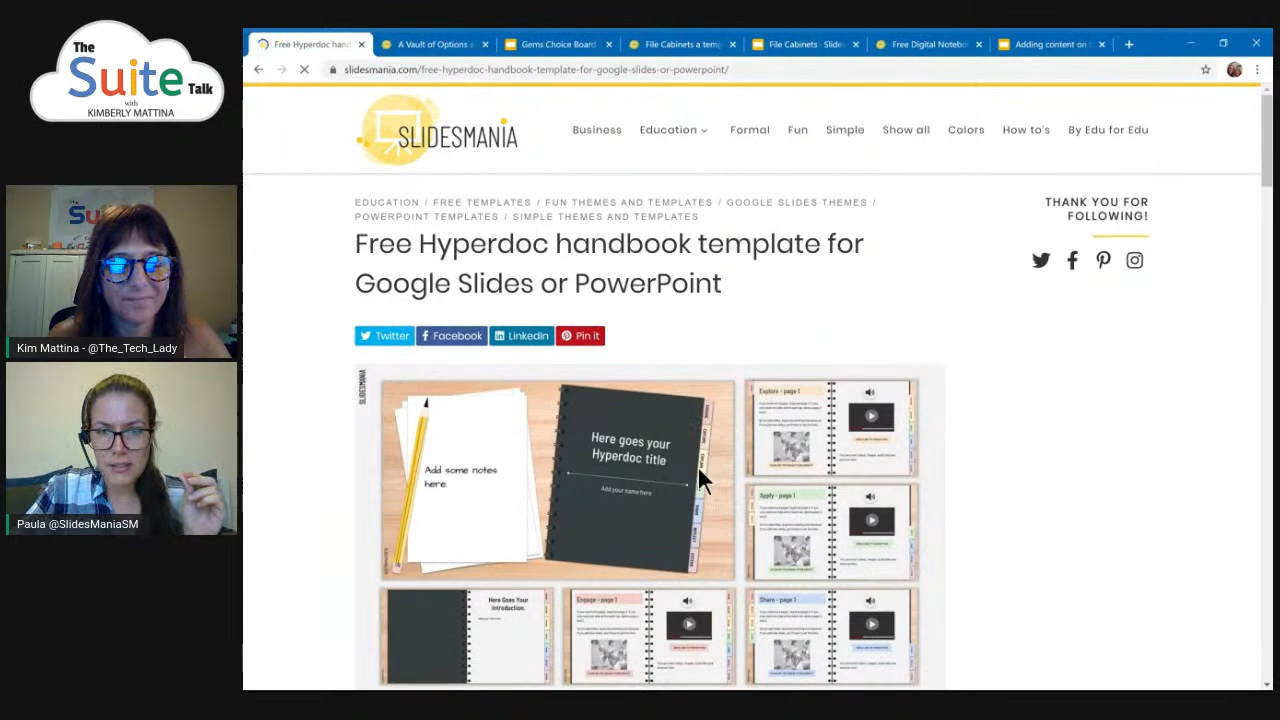 The
Suite
Talk
with
KIMBERLY MATTINA
Kim Mattina - @The_Tech_Lady
Paula @SlidesManiaSM
Free Hyperdoc hand
A Vault of Options
Gems Choice Board
File Cabinets a temp
File Cabinets - Slide
Free Digital Notebo
Adding content on
slidesmania.com/free-hyperdoc-handbook-template-for-google-slides-or-powerpoint/
SLIDESMANIA
Business
Education
Formal
Fun
Simple
Show all
Colors
How to's
By Edu for Edu
EDUCATION / FREE TEMPLATES / FUN THEMES AND TEMPLATES / GOOGLE SLIDES THEMES /
POWERPOINT TEMPLATES / SIMPLE THEMES AND TEMPLATES
Free Hyperdoc handbook template for
Google Slides or PowerPoint
THANK YOU FOR
FOLLOWING!
Twitter
Facebook
LinkedIn
Pin it
SLIDESMANIA
Add some notes
here.
Here goes your
Hyperdoc title
Add your name here
Explore - page 1
Apply - page 1
Here Goes Your
Introduction.
Engage - page 1
Share - page 1